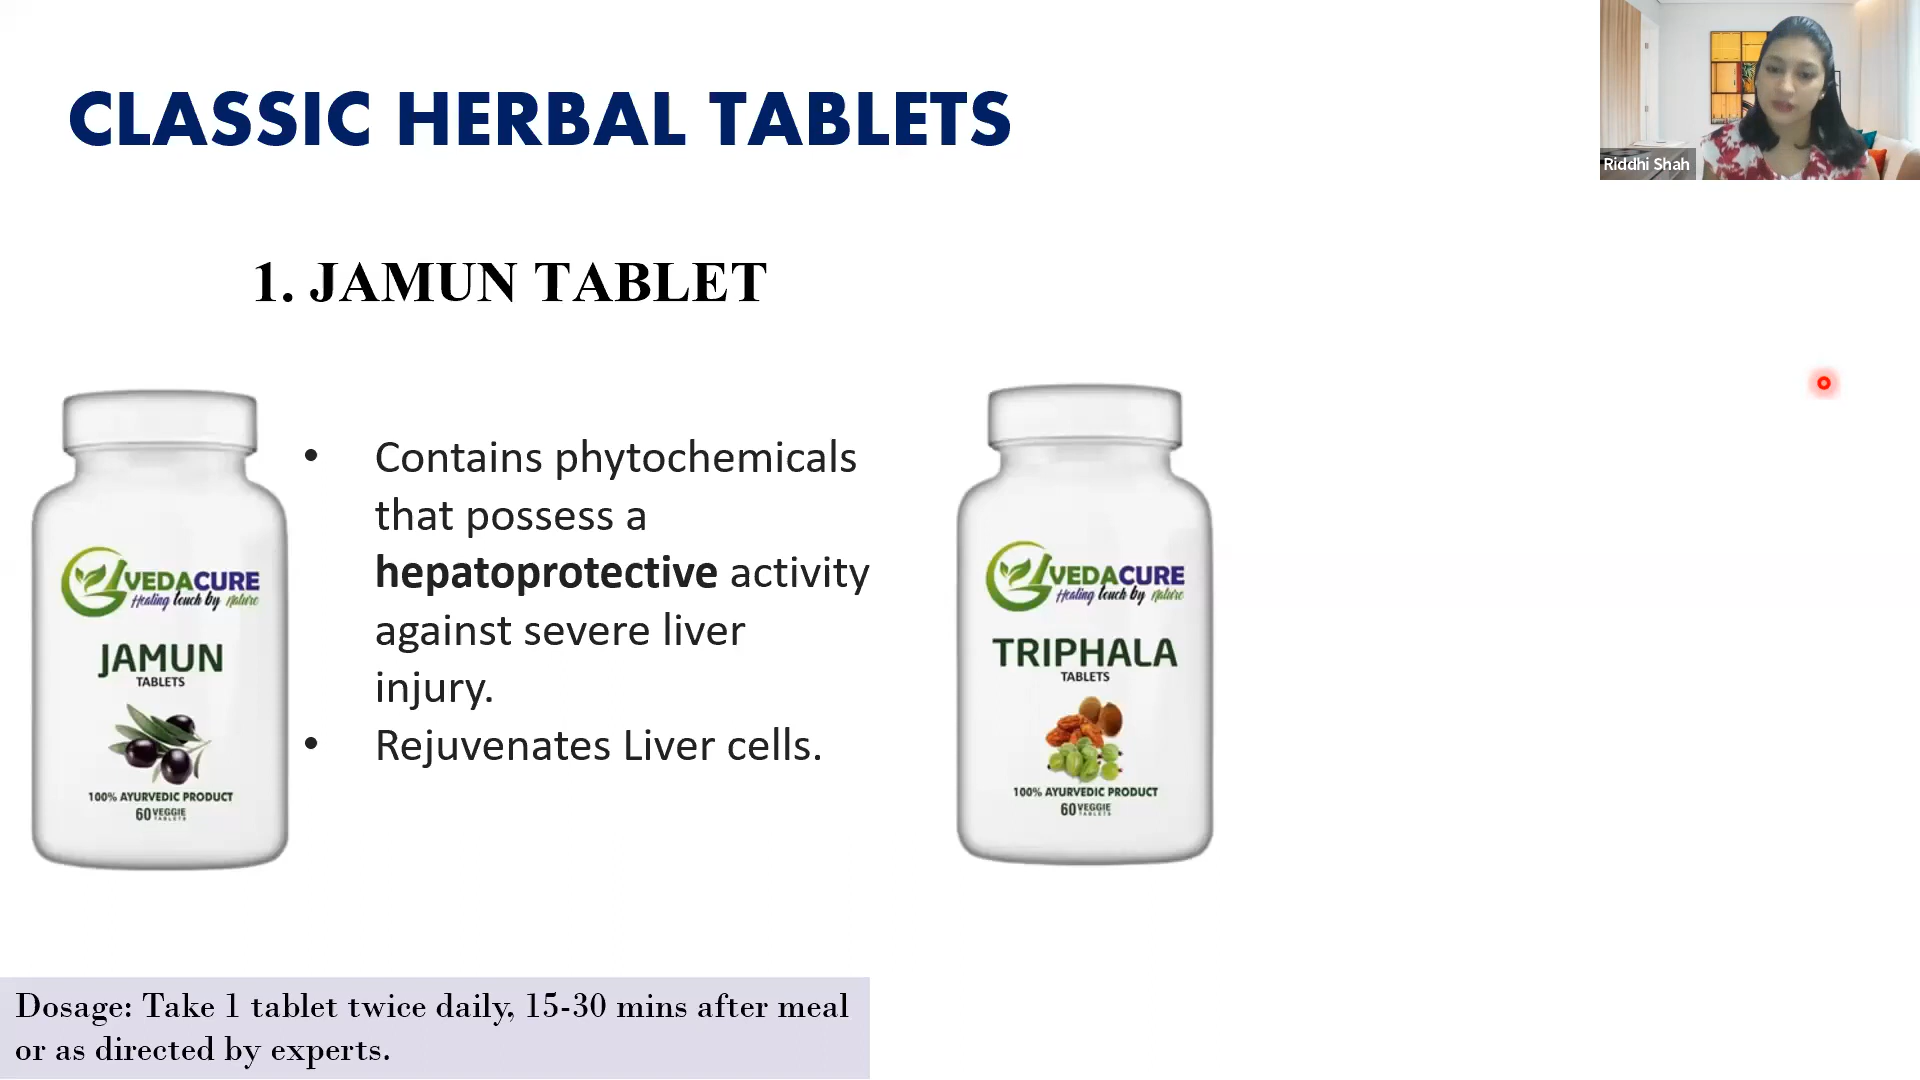 CLASSIC HERBAL TABLETS
Riddhi Shah
1. JAMUN TABLET
• Contains phytochemicals
that possess a
hepatoprotective activity
against severe liver
injury.
• Rejuvenates Liver cells.
VEDACURE
Healing touch by Nature
JAMUN
TABLETS
100% AYURVEDIC PRODUCT
60 VEGGIE
TABLETS
VEDACURE
Healing touch by Nature
TRIPHALA
TABLETS
100% AYURVEDIC PRODUCT
60 VEGGIE
TABLETS
Dosage: Take 1 tablet twice daily, 15-30 mins after meal
or as directed by experts.